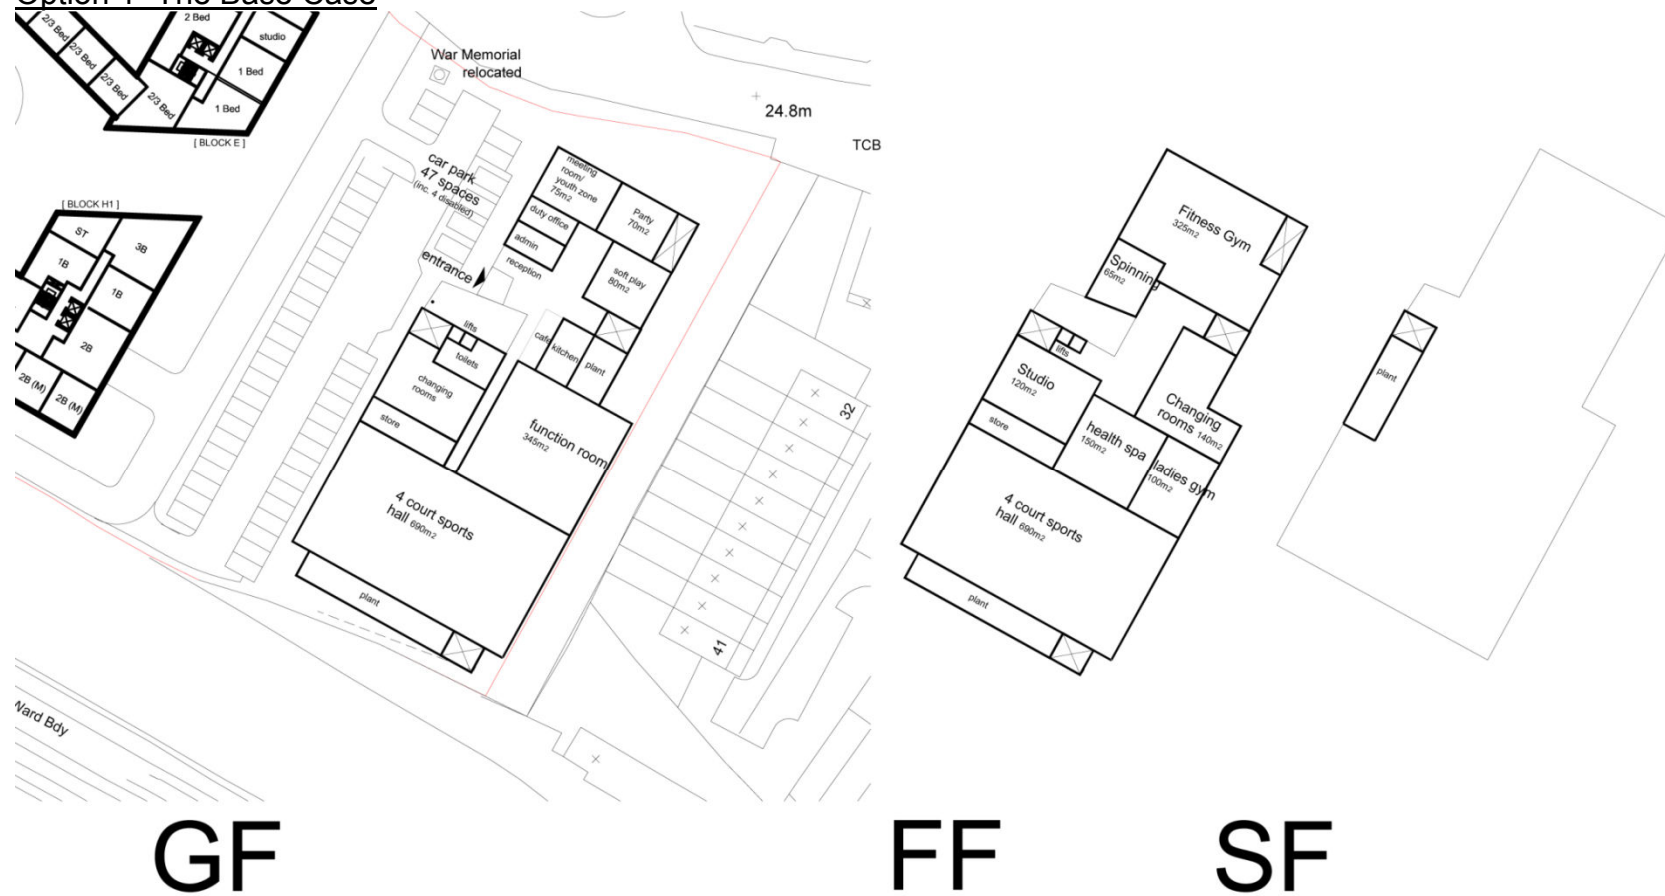 Option 1- The Base Case
2/3 Bed
2/3 Bed
2/3 Bed
2/3 Bed
2 Bed
studio
1 Bed
1 Bed
[ BLOCK E ]
War Memorial
relocated
24.8m
TCB
car park
47 spaces
(inc. 4 disabled)
[ BLOCK H1 ]
ST
3B
1B
1B
2B
2B (M)
2B (M)
meeting
room/
youth zone
75m2
Party
70m2
duty office
admin
reception
entrance
soft play
80m2
lifts
toilets
cafe
kitchen
plant
changing
rooms
store
function room
345m2
4 court sports
hall 690m2
plant
32
41
Ward Bdy
GF
Fitness Gym
325m2
Spinning
65m2
lifts
Studio
120m2
store
Changing
rooms 140m2
health spa
150m2
ladies gym
100m2
4 court sports
hall 690m2
plant
FF
plant
SF